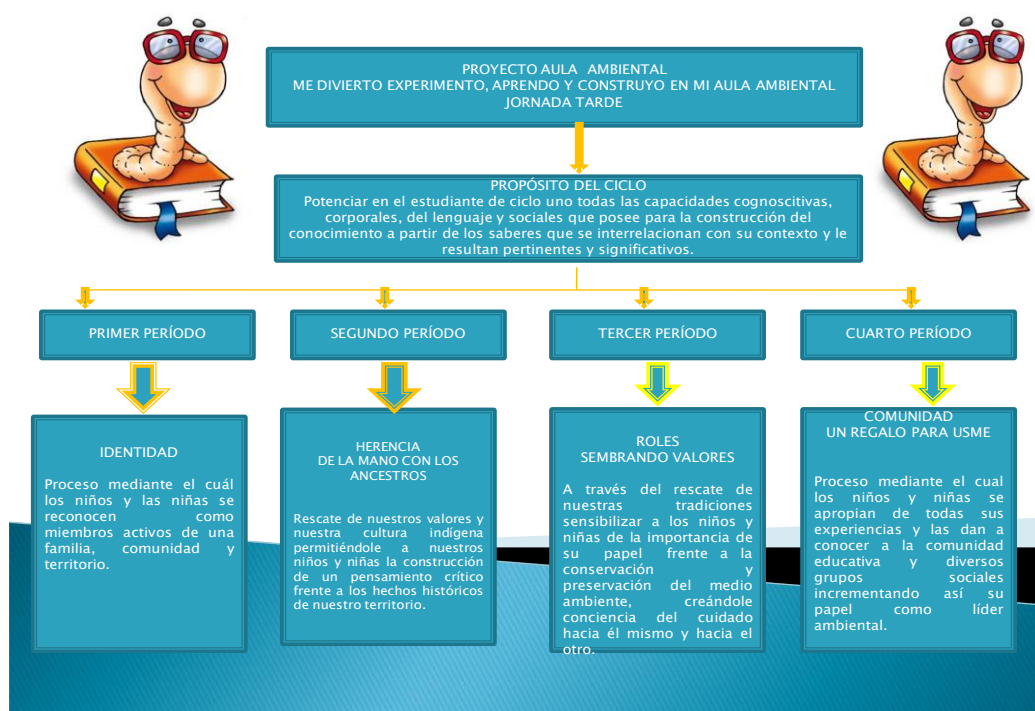 PROYECTO AULA AMBIENTAL
ME DIVIERTO EXPERIMENTO, APRENDO Y CONSTRUYO EN MI AULA AMBIENTAL
JORNADA TARDE
PROPÓSITO DEL CICLO
Potenciar en el estudiante de ciclo uno todas las capacidades cognoscitivas,
corporales, del lenguaje y sociales que posee para la construcción del
conocimiento a partir de los saberes que se interrelacionan con su contexto y le
resultan pertinentes y significativos.
PRIMER PERÍODO
SEGUNDO PERÍODO
TERCER PERÍODO
CUARTO PERÍODO
IDENTIDAD
Proceso mediante el cuál
los niños y las niñas se
reconocen como
miembros activos de una
familia, comunidad y
territorio.
HERENCIA
DE LA MANO CON LOS
ANCESTROS
Rescate de nuestros valores y
nuestra cultura indígena
permitiéndole a nuestros
niños y niñas la construcción
de un pensamiento crítico
frente a los hechos históricos
de nuestro territorio.
ROLES
SEMBRANDO VALORES
A través del rescate de
nuestras tradiciones
sensibilizar a los niños y
niñas de la importancia de
su papel frente a la
conservación y
preservación del medio
ambiente, creándole
conciencia del cuidado
hacia él mismo y hacia el
otro.
COMUNIDAD
UN REGALO PARA USME
Proceso mediante el cual
los niños y niñas se
apropian de todas sus
experiencias y las dan a
conocer a la comunidad
educativa y diversos
grupos sociales
incrementando así su
papel como líder
ambiental.